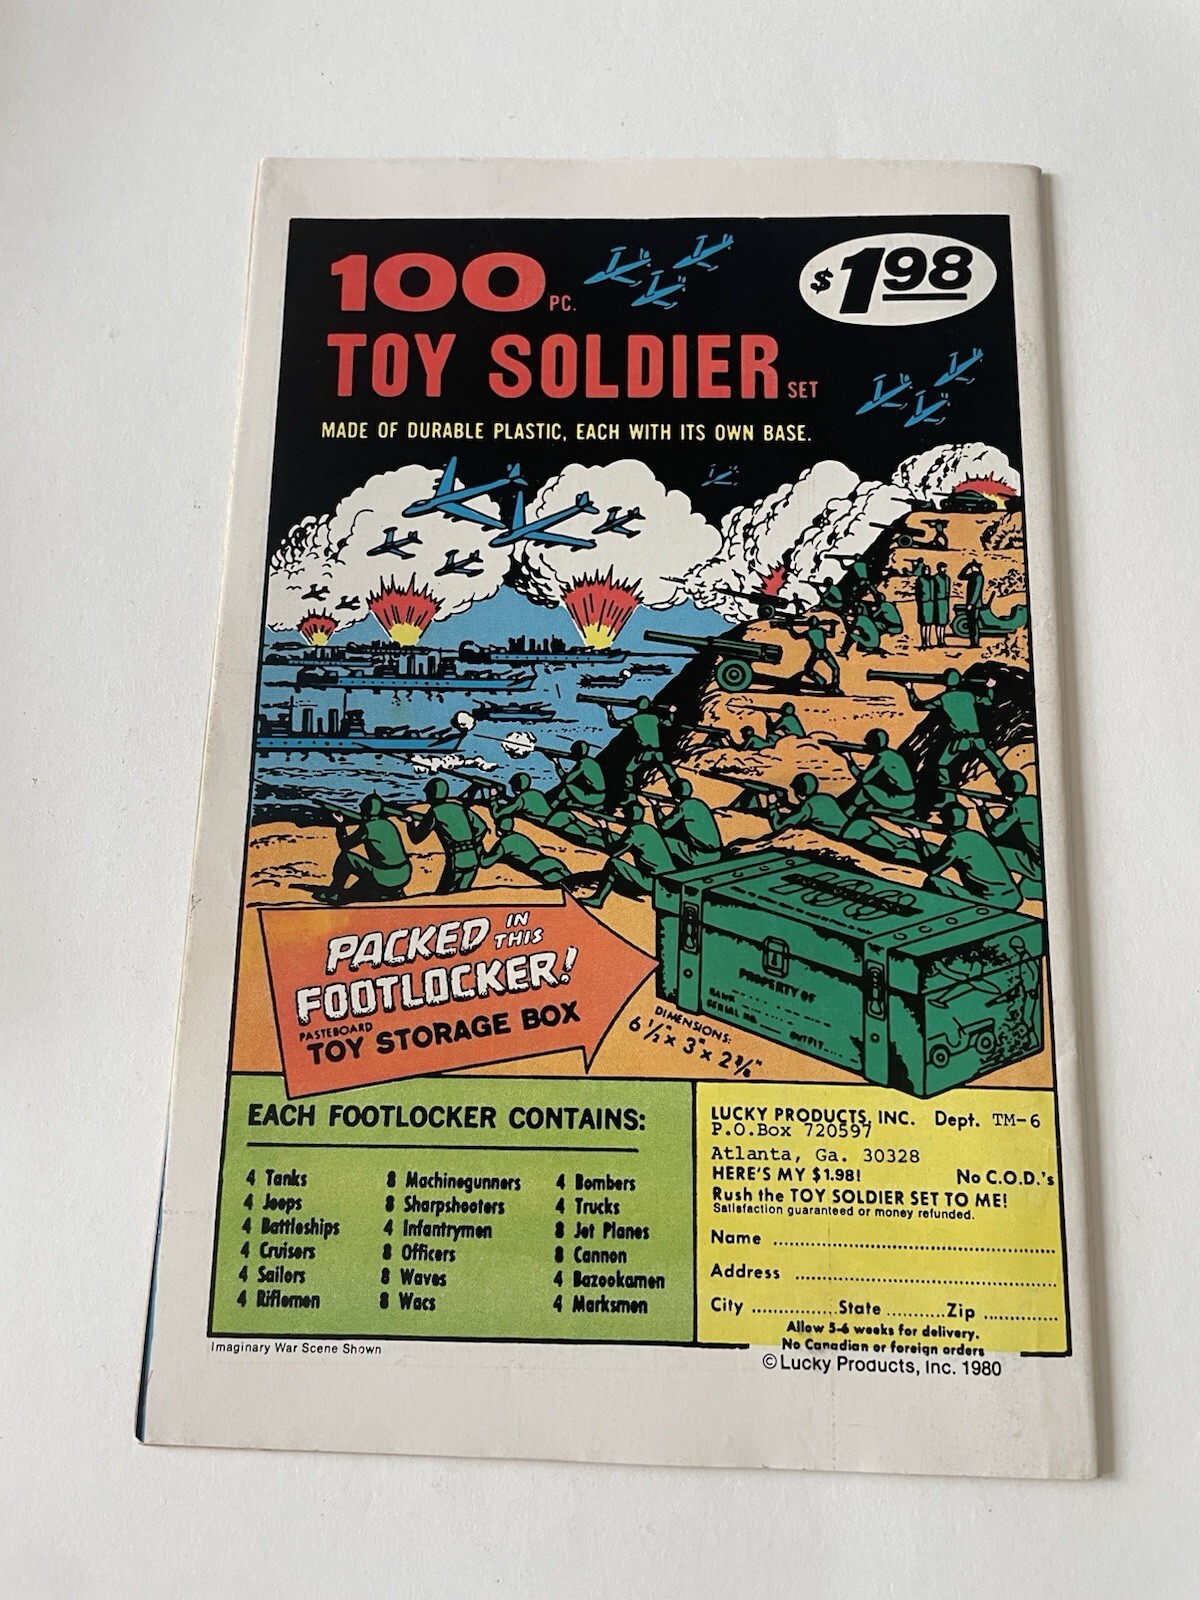 100 PC.
$1.98
TOY SOLDIER SET
MADE OF DURABLE PLASTIC, EACH WITH ITS OWN BASE.
PACKED IN THIS
FOOTLOCKER!
PASTEBOARD
TOY STORAGE BOX
PROPERTY OF
NAME
SERIAL NO.
OUTFIT
DIMENSIONS:
6 1/2" x 3" x 2 3/8"
EACH FOOTLOCKER CONTAINS:
4 Tanks
4 Jeeps
4 Battleships
4 Cruisers
4 Sailors
4 Riflemen
8 Machinegunners
8 Sharpshooters
4 Infantrymen
8 Officers
8 Waves
8 Wacs
4 Bombers
4 Trucks
8 Jet Planes
8 Cannon
4 Bazookamen
4 Marksmen
LUCKY PRODUCTS, INC. Dept. TM-6
P.O.Box 720597
Atlanta, Ga. 30328
HERE'S MY $1.98! No C.O.D.'s
Rush the TOY SOLDIER SET TO ME!
Satisfaction guaranteed or money refunded.
Name
Address
City State Zip
Allow 5-6 weeks for delivery.
No Canadian or foreign orders
Imaginary War Scene Shown
© Lucky Products, Inc. 1980